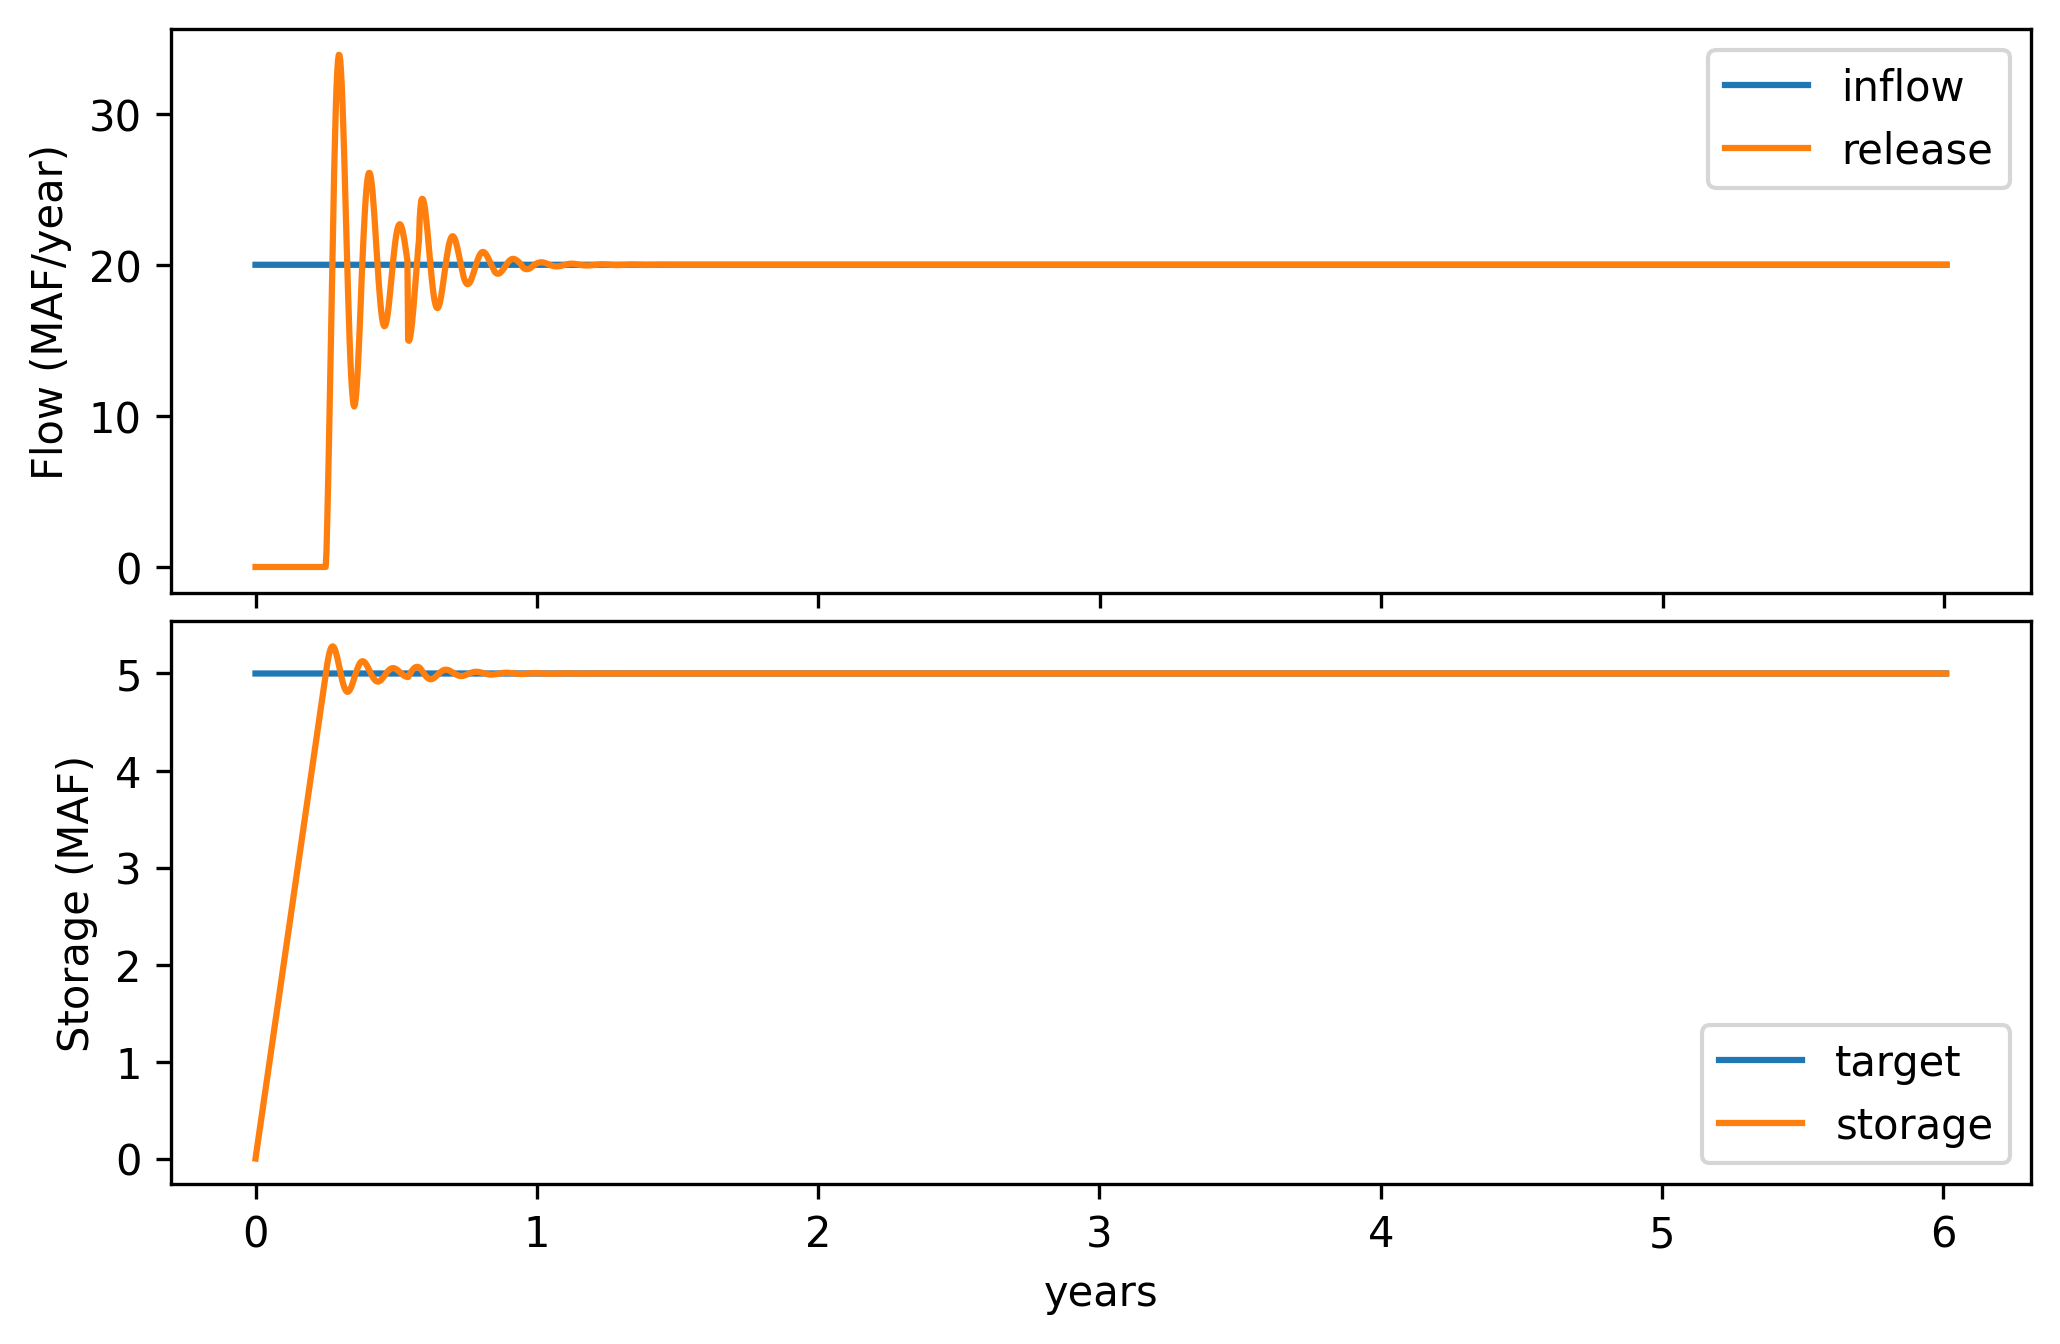 Flow (MAF/year)
30
20
10
0
inflow
release
Storage (MAF)
5
4
3
2
1
0
target
storage
0 1 2 3 4 5 6
years